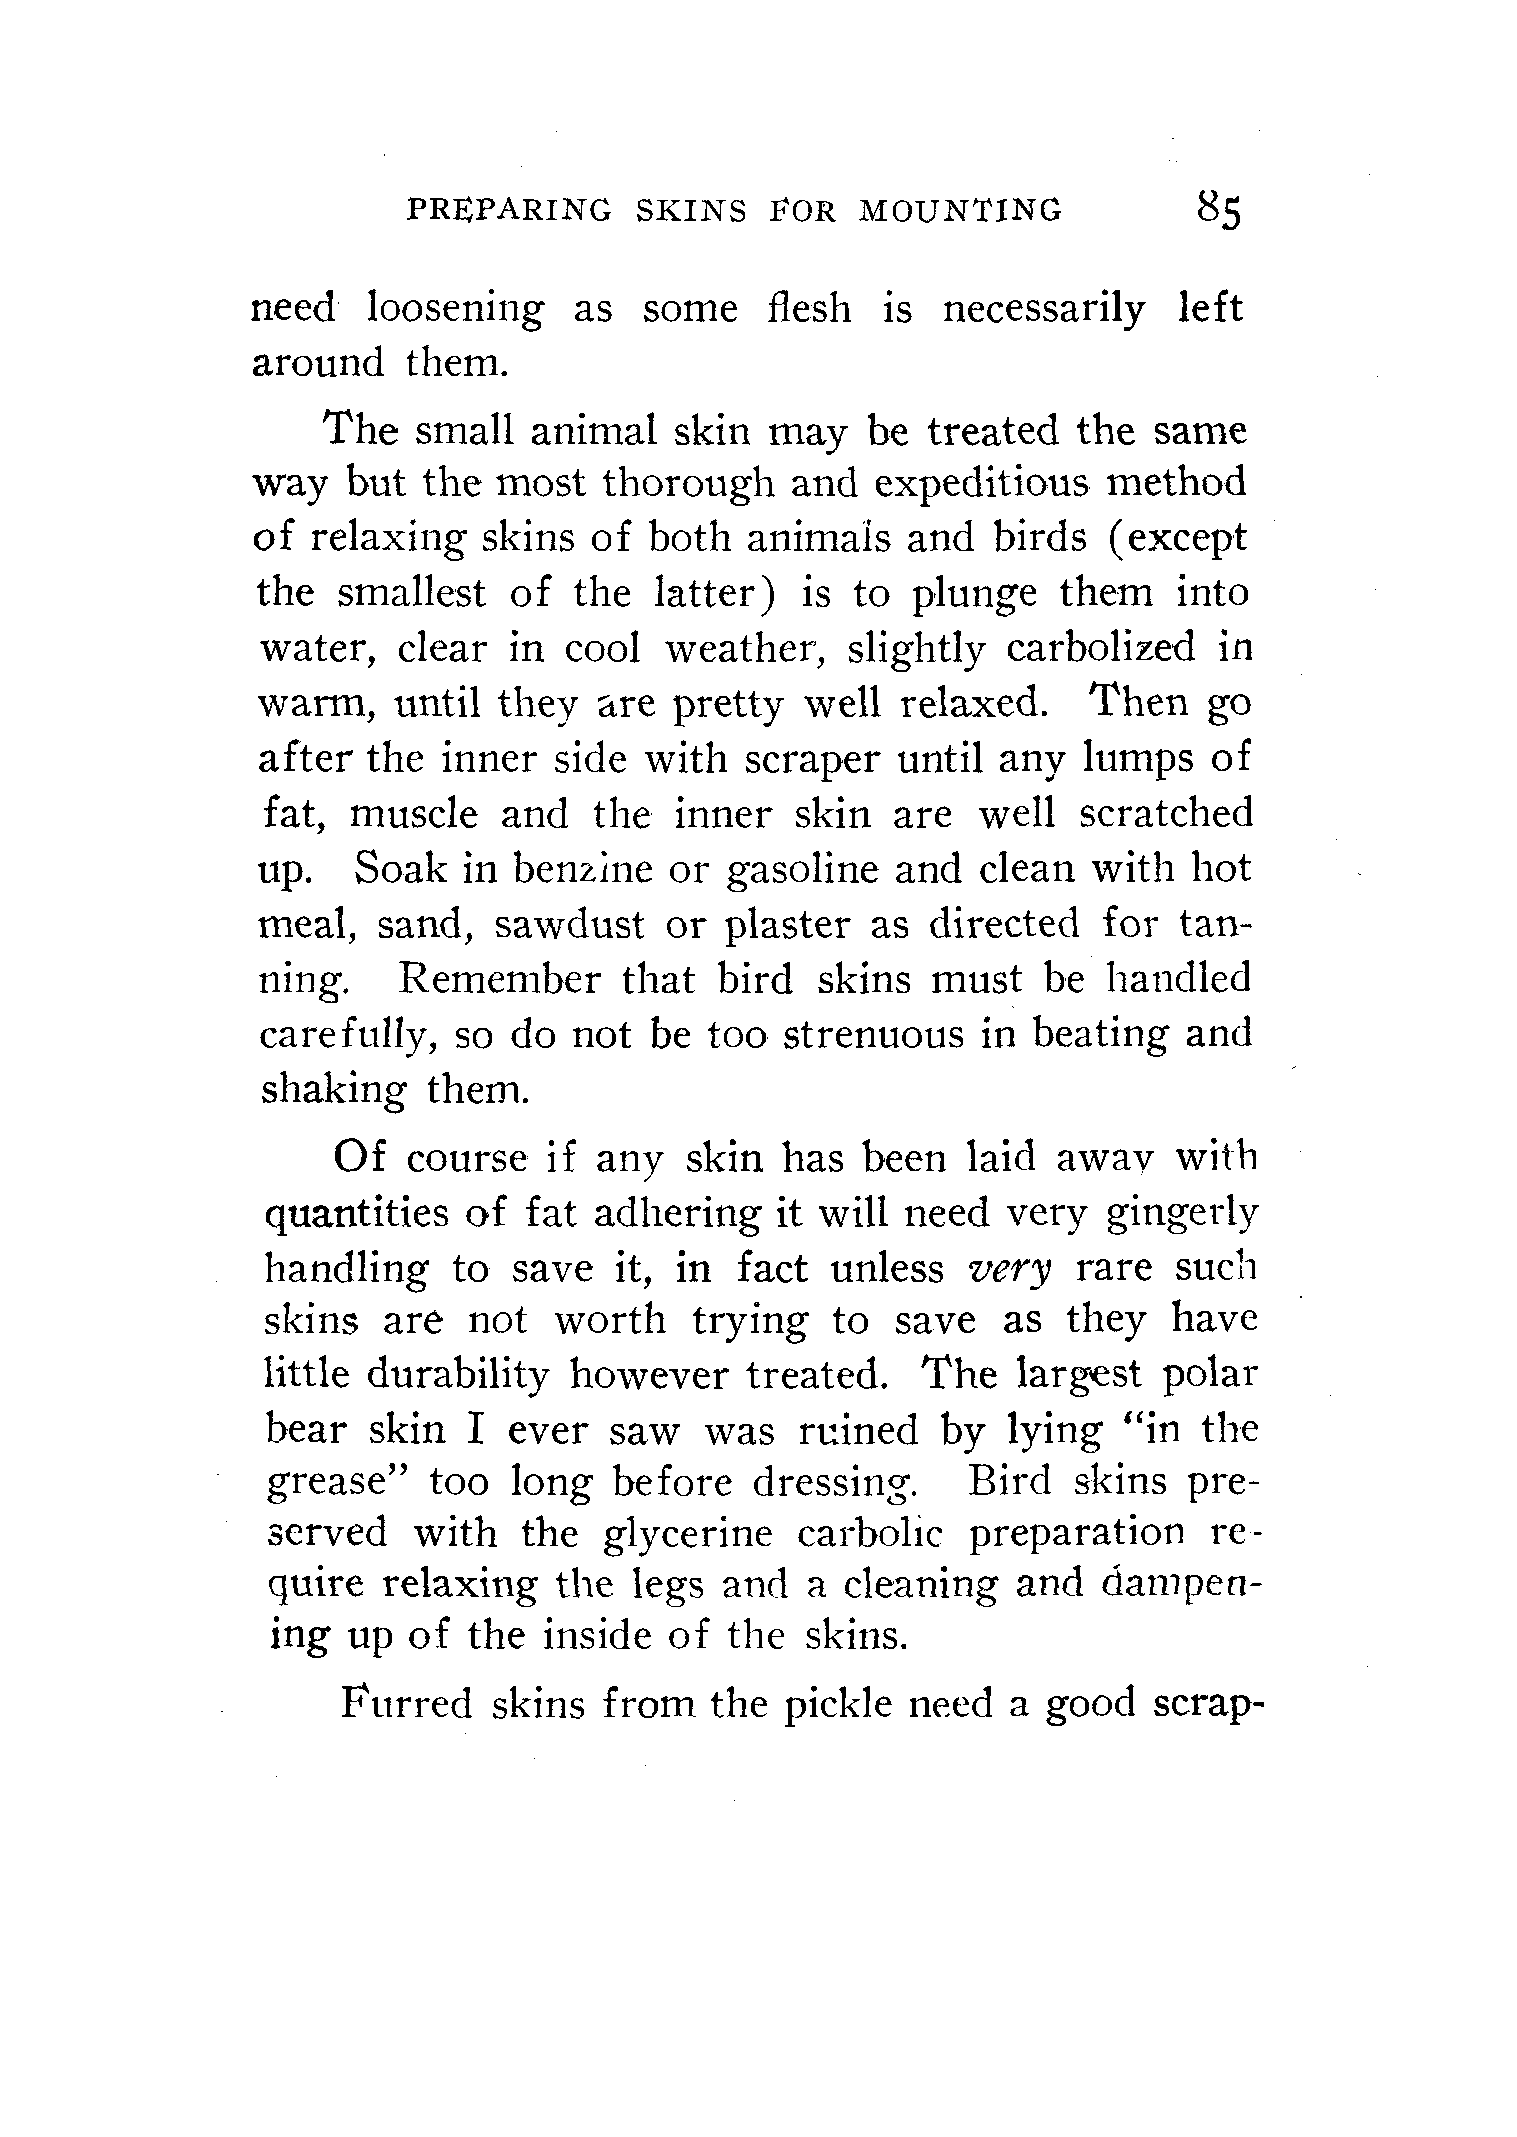 PREPARING SKINS FOR MOUNTING 85
need loosening as some flesh is necessarily left
around them.
The small animal skin may be treated the same
way but the most thorough and expeditious method
of relaxing skins of both animals and birds (except
the smallest of the latter) is to plunge them into
water, clear in cool weather, slightly carbolized in
warm, until they are pretty well relaxed. Then go
after the inner side with scraper until any lumps of
fat, muscle and the inner skin are well scratched
up. Soak in benzine or gasoline and clean with hot
meal, sand, sawdust or plaster as directed for tan-
ning. Remember that bird skins must be handled
carefully, so do not be too strenuous in beating and
shaking them.
Of course if any skin has been laid away with
quantities of fat adhering it will need very gingerly
handling to save it, in fact unless very rare such
skins are not worth trying to save as they have
little durability however treated. The largest polar
bear skin I ever saw was ruined by lying “in the
grease” too long before dressing. Bird skins pre-
served with the glycerine carbolic preparation re-
quire relaxing the legs and a cleaning and dampen-
ing up of the inside of the skins.
Furred skins from the pickle need a good scrap-